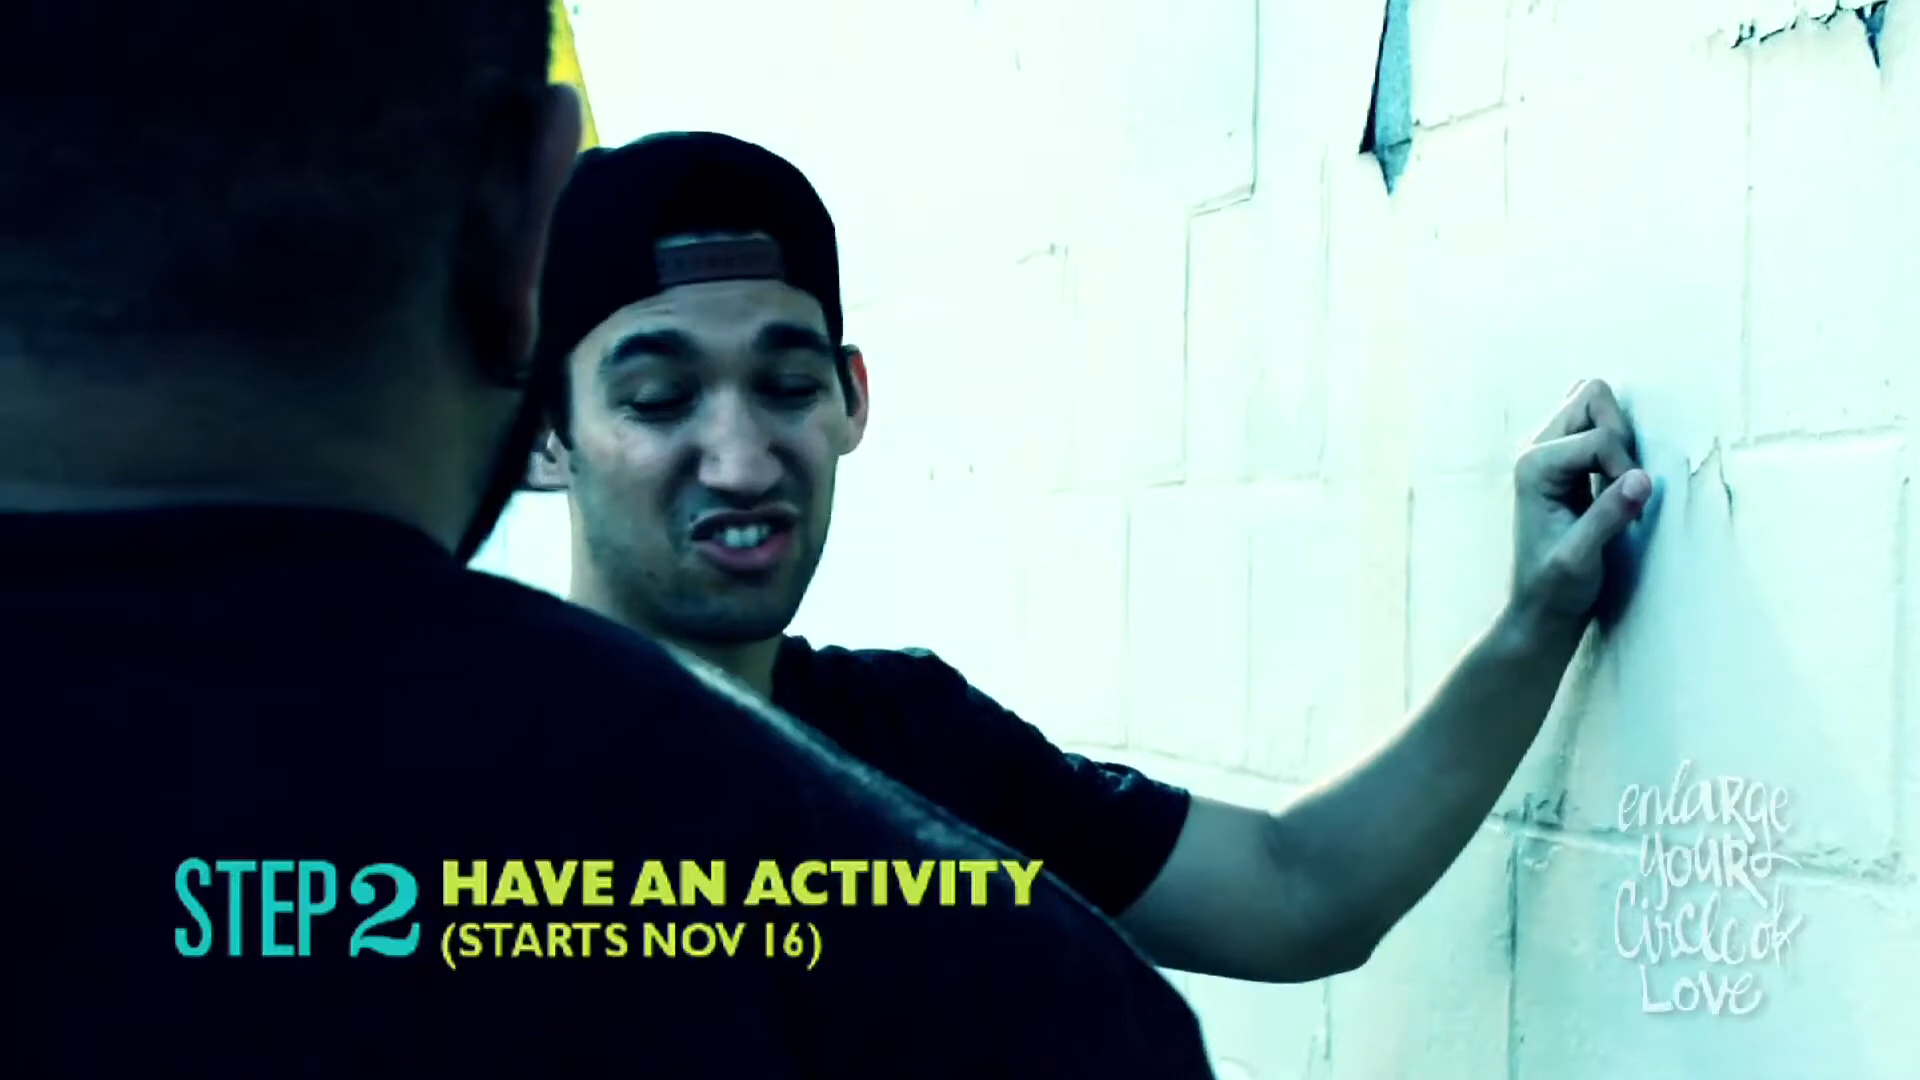 STEP 2 HAVE AN ACTIVITY
(STARTS NOV 16)
enlarge
your
Circle of
Love